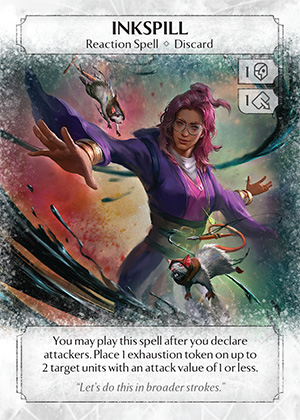 INKSPILL
Reaction Spell ◇ Discard
1
1
You may play this spell after you declare
attackers. Place 1 exhaustion token on up to
2 target units with an attack value of 1 or less.
"Let's do this in broader strokes."